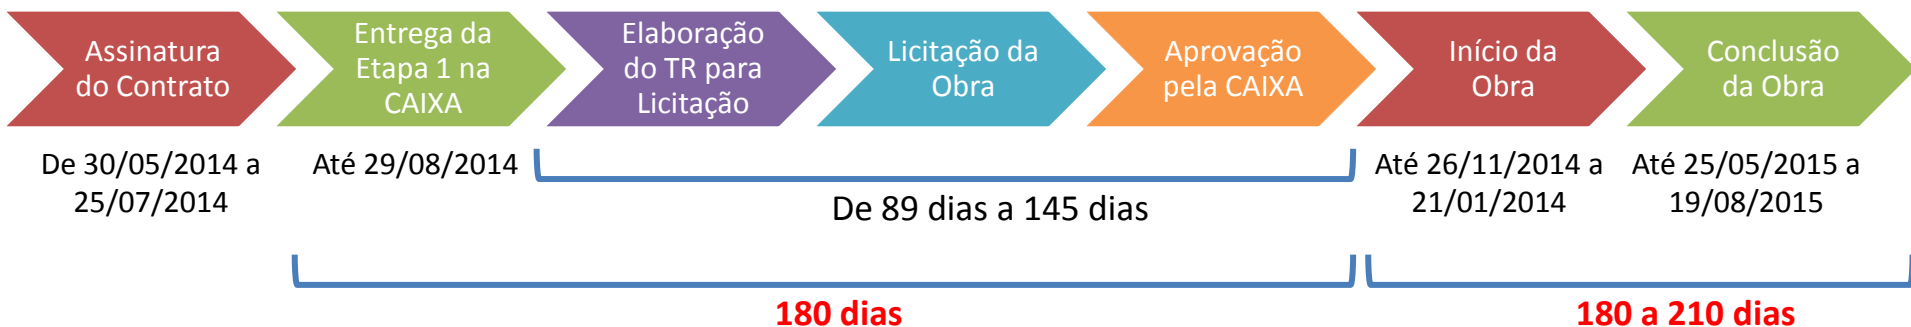 Assinatura
do Contrato
Entrega da
Etapa 1 na
CAIXA
Elaboração
do TR para
Licitação
Licitação da
Obra
Aprovação
pela CAIXA
Início da
Obra
Conclusão
da Obra
De 30/05/2014 a
25/07/2014
Até 29/08/2014
De 89 dias a 145 dias
Até 26/11/2014 a
21/01/2014
Até 25/05/2015 a
19/08/2015
180 dias
180 a 210 dias